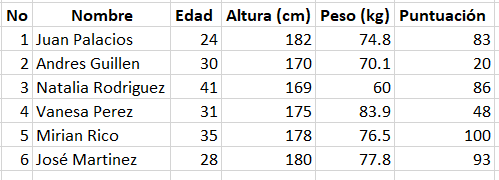 No Nombre Edad Altura (cm) Peso (kg) Puntuación
1 Juan Palacios 24 182 74.8 83
2 Andres Guillen 30 170 70.1 20
3 Natalia Rodriguez 41 169 60 86
4 Vanesa Perez 31 175 83.9 48
5 Mirian Rico 35 178 76.5 100
6 José Martinez 28 180 77.8 93